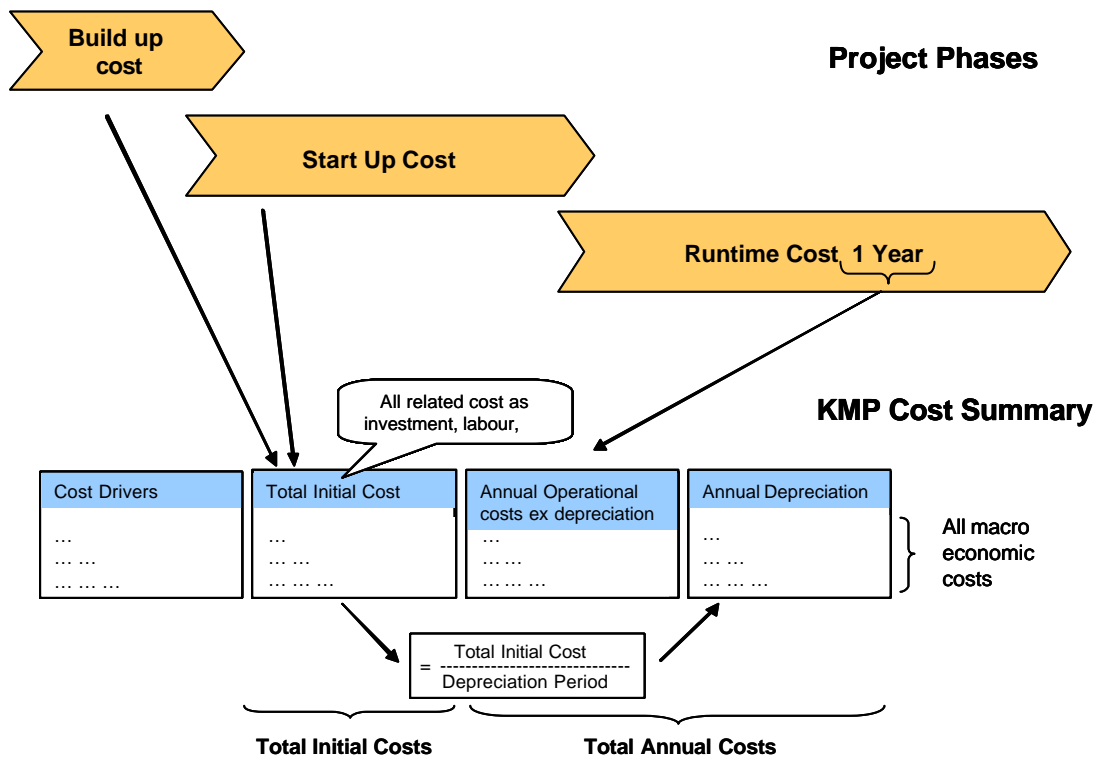 Build up
cost
Project Phases
Start Up Cost
Runtime Cost 1 Year
All related cost as
investment, labour,
KMP Cost Summary
Cost Drivers
...
... ...
... ... ...
Total Initial Cost
...
... ...
... ... ...
Annual Operational
costs ex depreciation
...
... ...
... ... ...
Annual Depreciation
...
... ...
... ... ...
All macro
economic
costs
Total Initial Cost
= ------------------------------
Depreciation Period
Total Initial Costs
Total Annual Costs